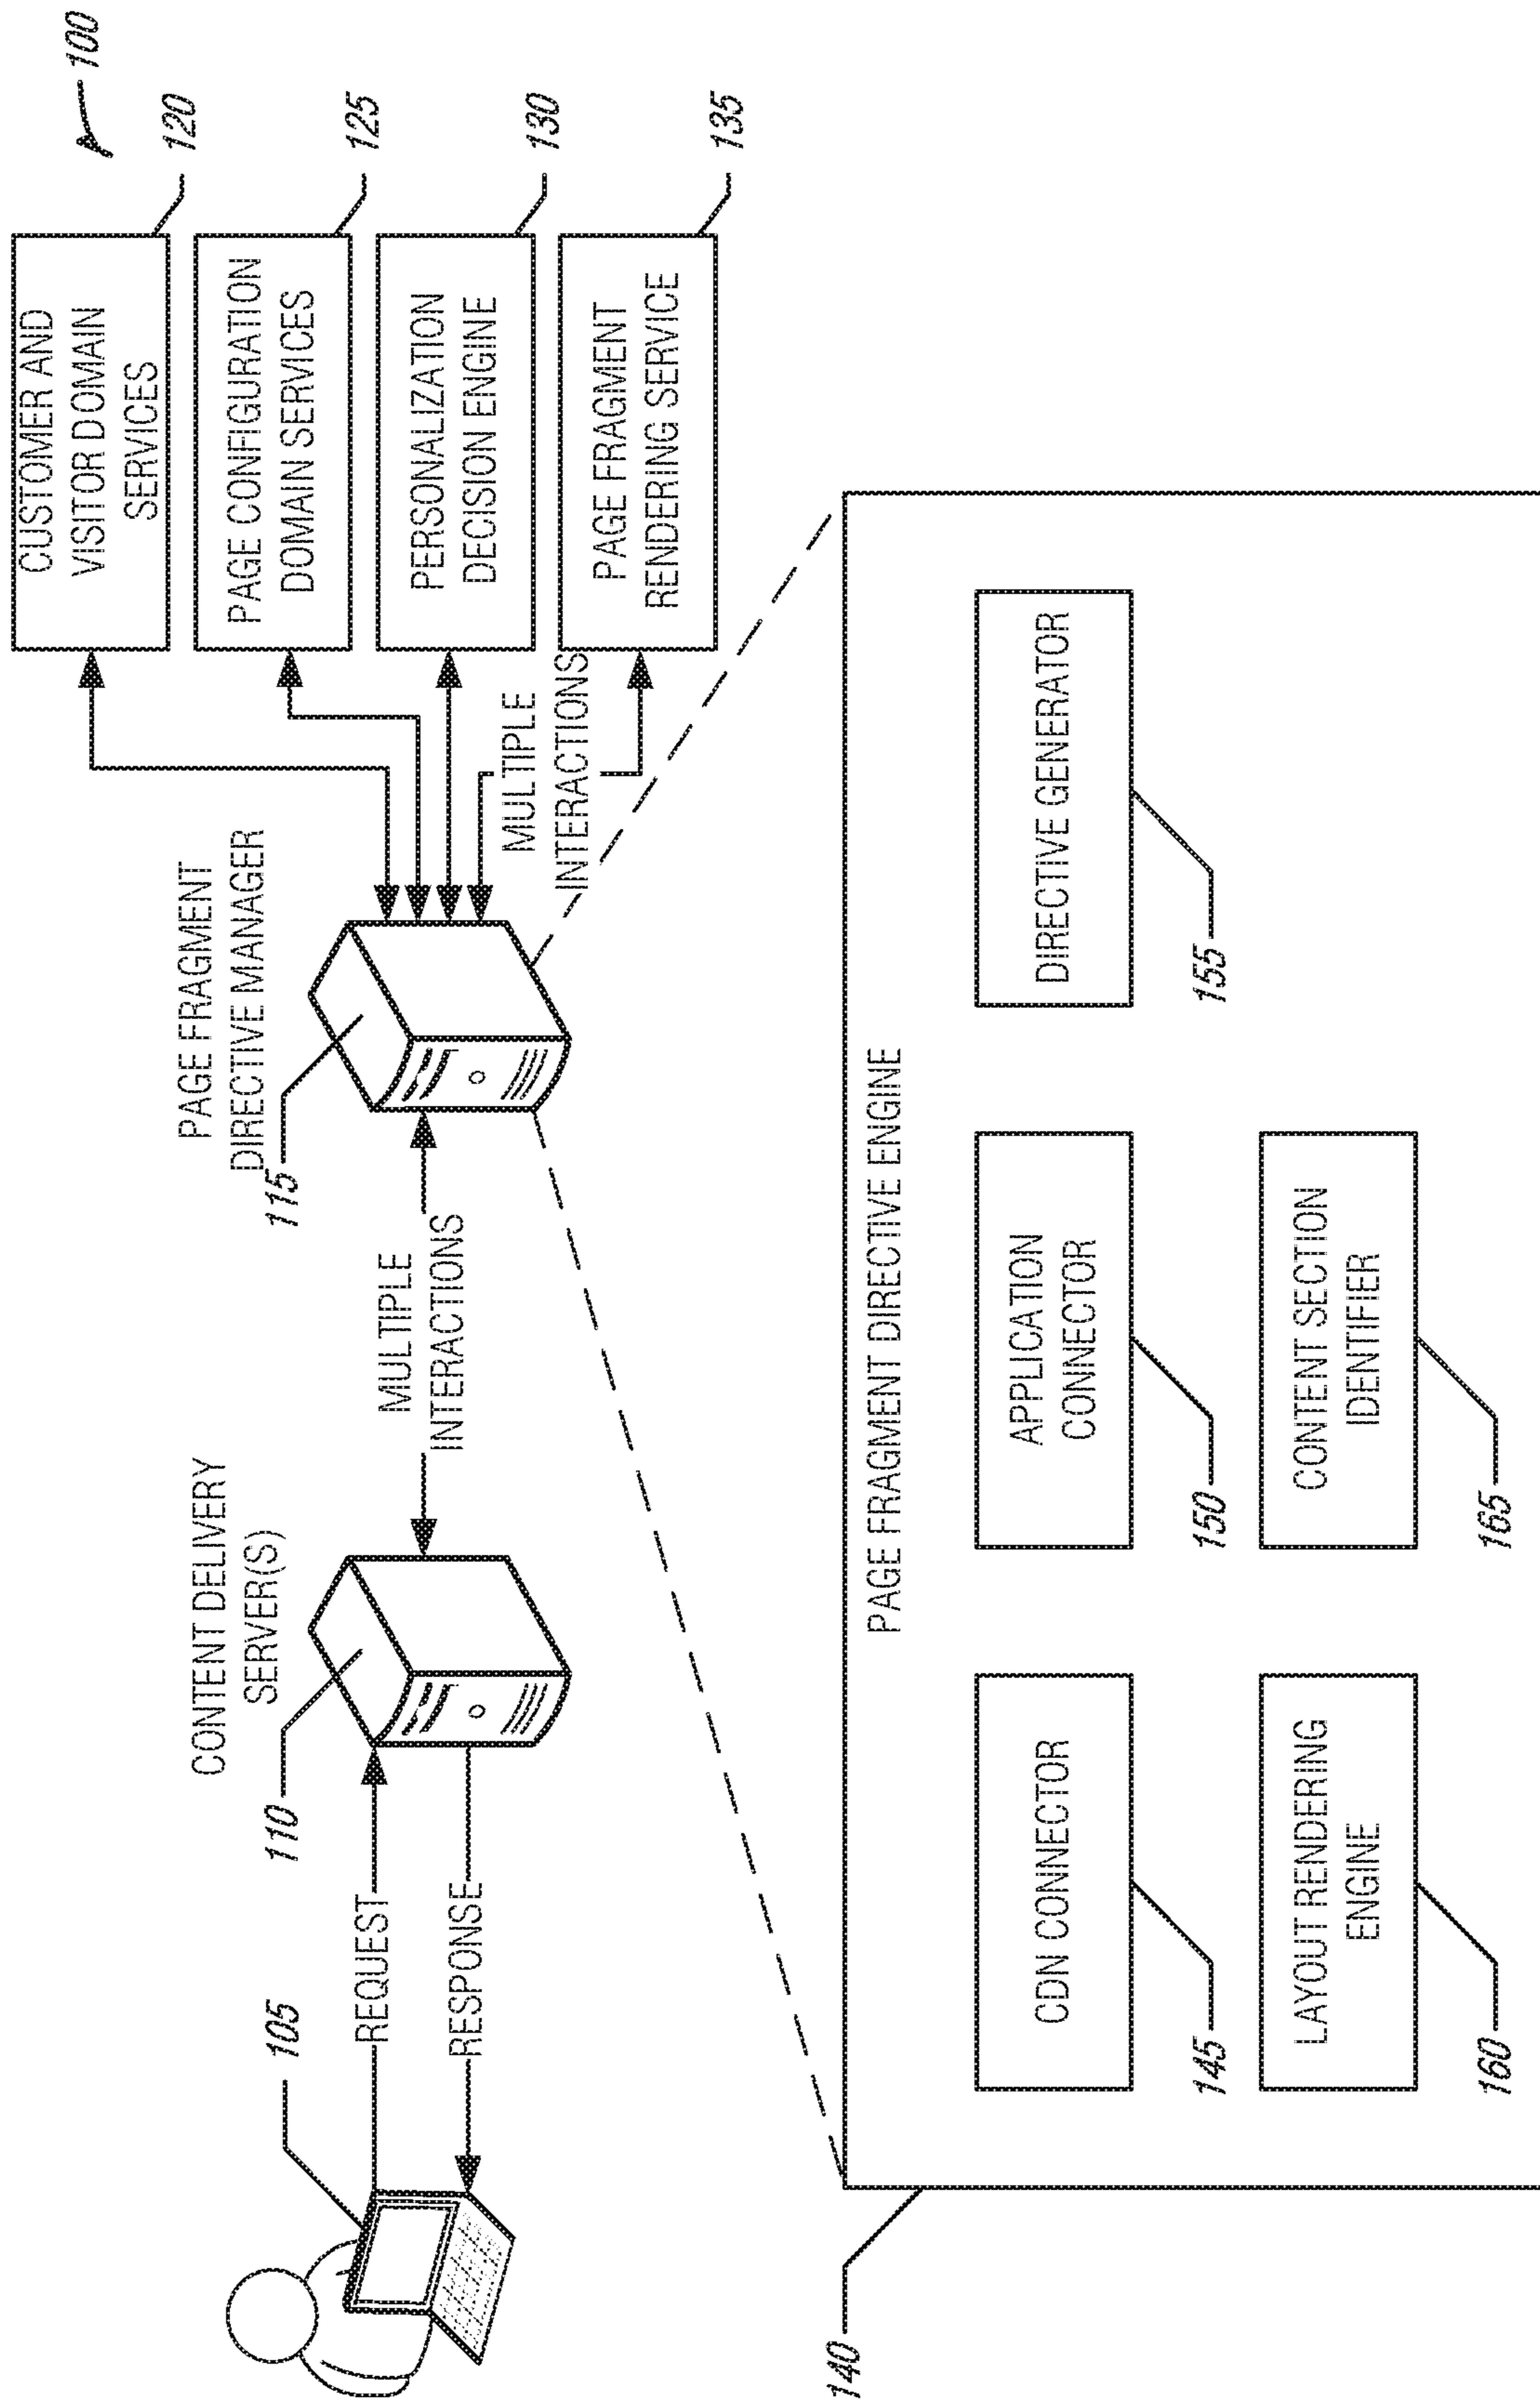 100
CUSTOMER AND
VISITOR DOMAIN
SERVICES
120
PAGE CONFIGURATION
DOMAIN SERVICES
125
PERSONALIZATION
DECISION ENGINE
130
PAGE FRAGMENT
RENDERING SERVICE
135
PAGE FRAGMENT
DIRECTIVE MANAGER
115
MULTIPLE
INTERACTIONS
CONTENT DELIVERY
SERVER(S)
110
MULTIPLE
INTERACTIONS
105
REQUEST
RESPONSE
140
PAGE FRAGMENT DIRECTIVE ENGINE
CDN CONNECTOR
145
APPLICATION
CONNECTOR
150
DIRECTIVE GENERATOR
155
LAYOUT RENDERING
ENGINE
160
CONTENT SECTION
IDENTIFIER
165